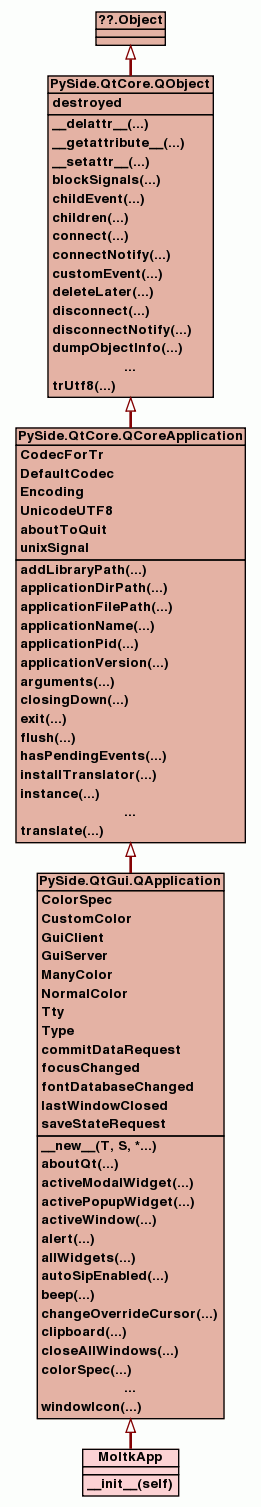 ??.Object
PySide.QtCore.QObject
destroyed
__delattr__(...)
__getattribute__(...)
__setattr__(...)
blockSignals(...)
childEvent(...)
children(...)
connect(...)
connectNotify(...)
customEvent(...)
deleteLater(...)
disconnect(...)
disconnectNotify(...)
dumpObjectInfo(...)
...
trUtf8(...)
PySide.QtCore.QCoreApplication
CodecForTr
DefaultCodec
Encoding
UnicodeUTF8
aboutToQuit
unixSignal
addLibraryPath(...)
applicationDirPath(...)
applicationFilePath(...)
applicationName(...)
applicationPid(...)
applicationVersion(...)
arguments(...)
closingDown(...)
exit(...)
flush(...)
hasPendingEvents(...)
installTranslator(...)
instance(...)
...
translate(...)
PySide.QtGui.QApplication
ColorSpec
CustomColor
GuiClient
GuiServer
ManyColor
NormalColor
Tty
Type
commitDataRequest
focusChanged
fontDatabaseChanged
lastWindowClosed
saveStateRequest
__new__(T, S, *...)
aboutQt(...)
activeModalWidget(...)
activePopupWidget(...)
activeWindow(...)
alert(...)
allWidgets(...)
autoSipEnabled(...)
beep(...)
changeOverrideCursor(...)
clipboard(...)
closeAllWindows(...)
colorSpec(...)
...
windowIcon(...)
MoltkApp
__init__(self)